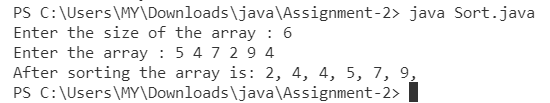 PS C:\Users\MY\Downloads\java\Assignment-2> java Sort.java
Enter the size of the array : 6
Enter the array : 5 4 7 2 9 4
After sorting the array is: 2, 4, 4, 5, 7, 9,
PS C:\Users\MY\Downloads\java\Assignment-2>